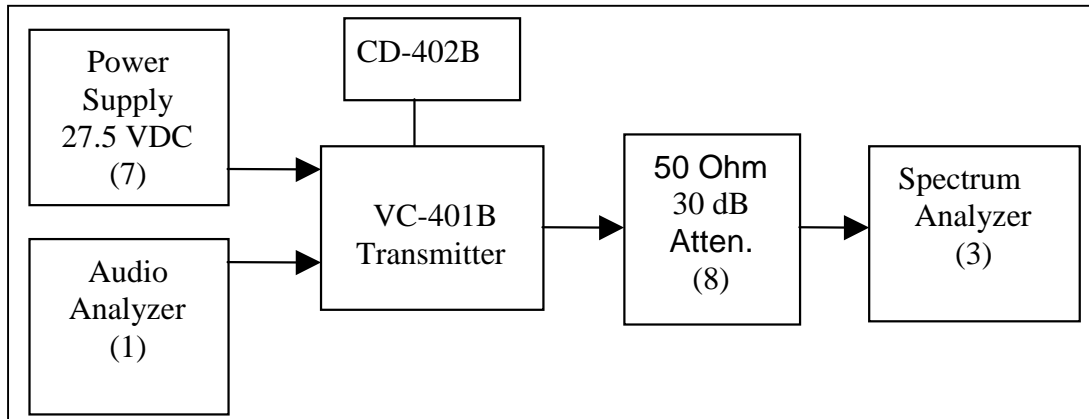 Power
Supply
27.5 VDC
(7)
CD-402B
Audio
Analyzer
(1)
VC-401B
Transmitter
50 Ohm
30 dB
Atten.
(8)
Spectrum
Analyzer
(3)